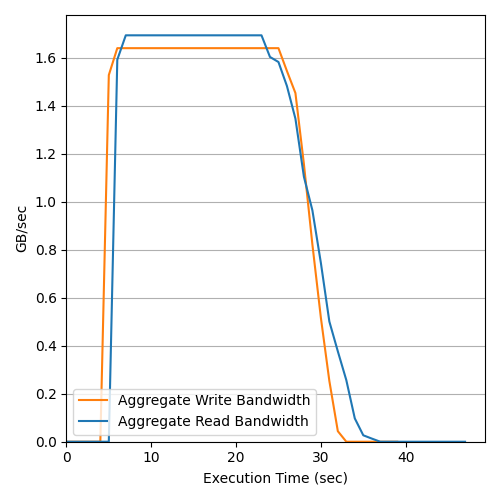 1.6
1.4
1.2
1.0
GB/sec
0.8
0.6
0.4
0.2
0.0
Aggregate Write Bandwidth
Aggregate Read Bandwidth
0 10 20 30 40
Execution Time (sec)